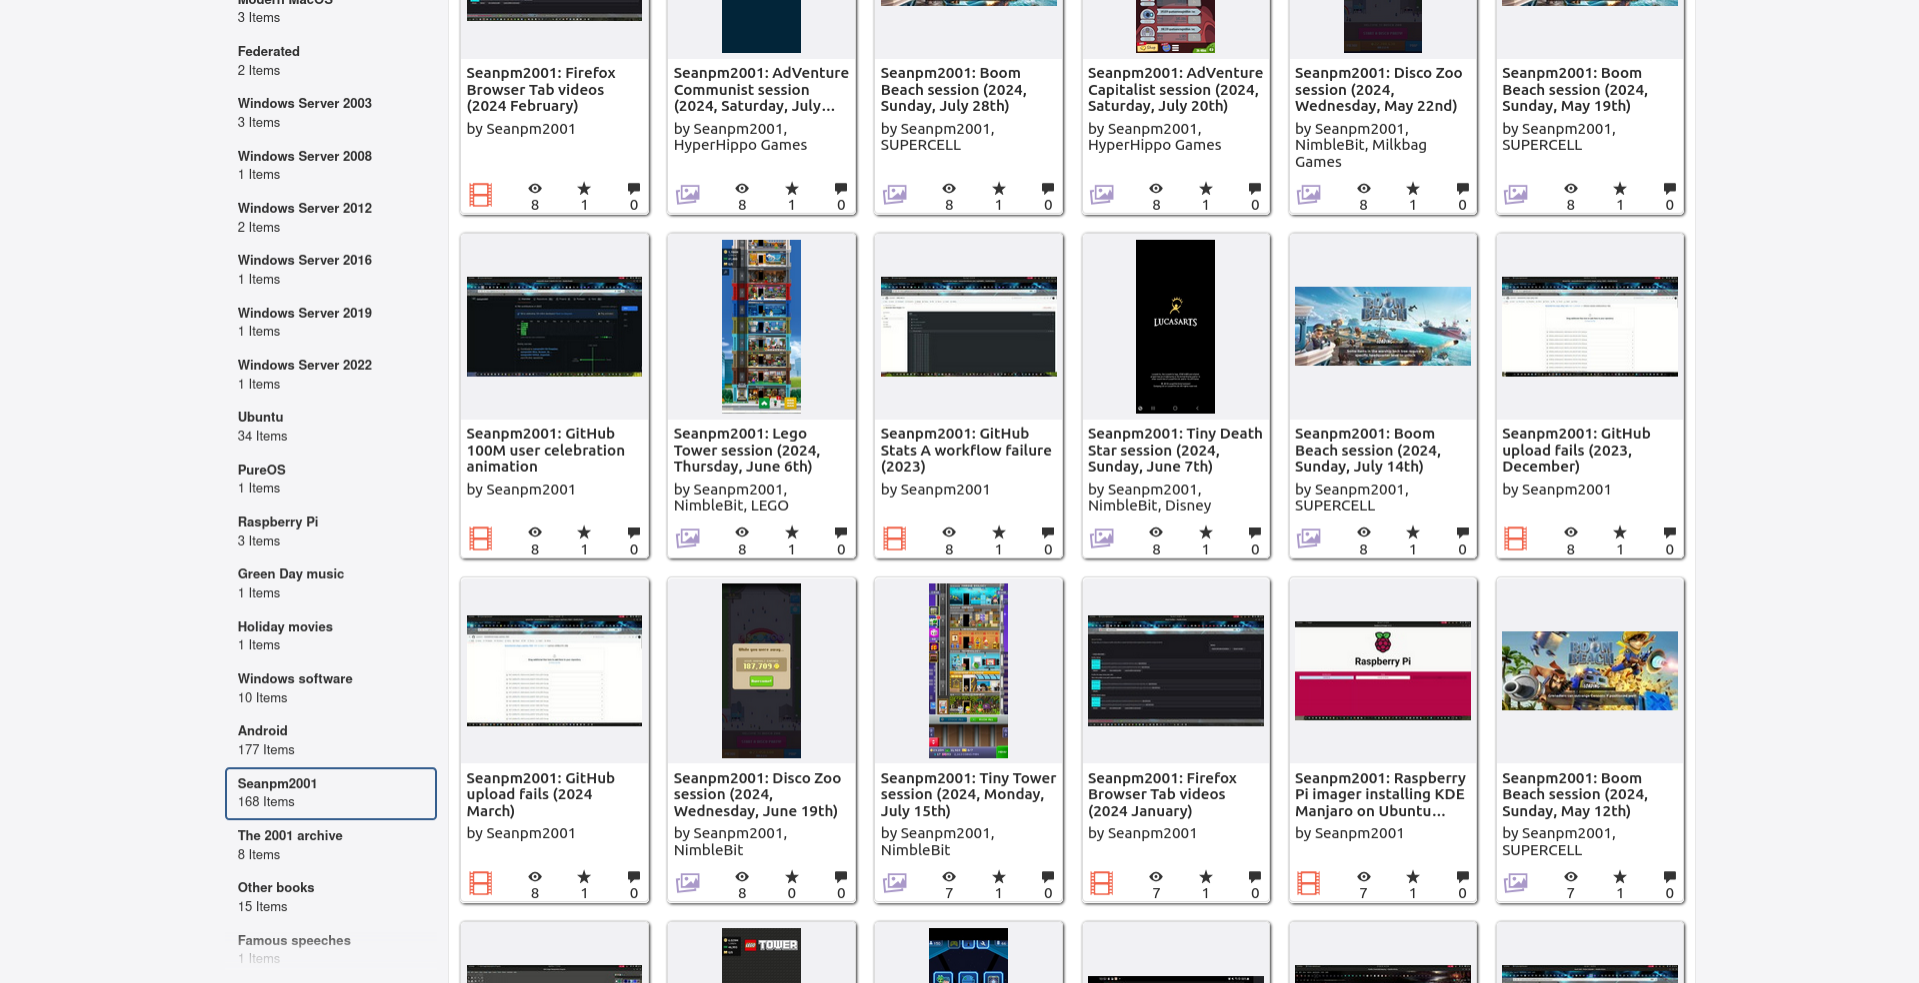 Modern MacOS
3 Items
Federated
2 Items
Windows Server 2003
3 Items
Windows Server 2008
1 Items
Windows Server 2012
2 Items
Windows Server 2016
1 Items
Windows Server 2019
1 Items
Windows Server 2022
1 Items
Ubuntu
34 Items
PureOS
1 Items
Raspberry Pi
3 Items
Green Day music
1 Items
Holiday movies
1 Items
Windows software
10 Items
Android
177 Items
Seanpm2001
168 Items
The 2001 archive
8 Items
Other books
15 Items
Famous speeches
1 Items
Seanpm2001: Firefox
Browser Tab videos
(2024 February)
by Seanpm2001
8 1 0
Seanpm2001: AdVenture
Communist session
(2024, Saturday, July...
by Seanpm2001,
HyperHippo Games
8 1 0
Seanpm2001: Boom
Beach session (2024,
Sunday, July 28th)
by Seanpm2001,
SUPERCELL
8 1 0
Seanpm2001: AdVenture
Capitalist session (2024,
Saturday, July 20th)
by Seanpm2001,
HyperHippo Games
8 1 0
Seanpm2001: Disco Zoo
session (2024,
Wednesday, May 22nd)
by Seanpm2001,
NimbleBit, Milkbag
Games
8 1 0
Seanpm2001: Boom
Beach session (2024,
Sunday, May 19th)
by Seanpm2001,
SUPERCELL
8 1 0
Seanpm2001: GitHub
100M user celebration
animation
by Seanpm2001
8 1 0
Seanpm2001: Lego
Tower session (2024,
Thursday, June 6th)
by Seanpm2001,
NimbleBit, LEGO
8 1 0
Seanpm2001: GitHub
Stats A workflow failure
(2023)
by Seanpm2001
8 1 0
LUCASARTS
Seanpm2001: Tiny Death
Star session (2024,
Sunday, June 7th)
by Seanpm2001,
NimbleBit, Disney
8 1 0
BOOM
BEACH
Seanpm2001: Boom
Beach session (2024,
Sunday, July 14th)
by Seanpm2001,
SUPERCELL
8 1 0
Seanpm2001: GitHub
upload fails (2023,
December)
by Seanpm2001
8 1 0
Seanpm2001: GitHub
upload fails (2024
March)
by Seanpm2001
8 1 0
While you were away...
187,709
Seanpm2001: Disco Zoo
session (2024,
Wednesday, June 19th)
by Seanpm2001,
NimbleBit
8 0 0
Seanpm2001: Tiny Tower
session (2024, Monday,
July 15th)
by Seanpm2001,
NimbleBit
7 1 0
Seanpm2001: Firefox
Browser Tab videos
(2024 January)
by Seanpm2001
7 1 0
Raspberry Pi
Seanpm2001: Raspberry
Pi imager installing KDE
Manjaro on Ubuntu...
by Seanpm2001
7 1 0
BOOM
BEACH
Seanpm2001: Boom
Beach session (2024,
Sunday, May 12th)
by Seanpm2001,
SUPERCELL
7 1 0
LEGO TOWER